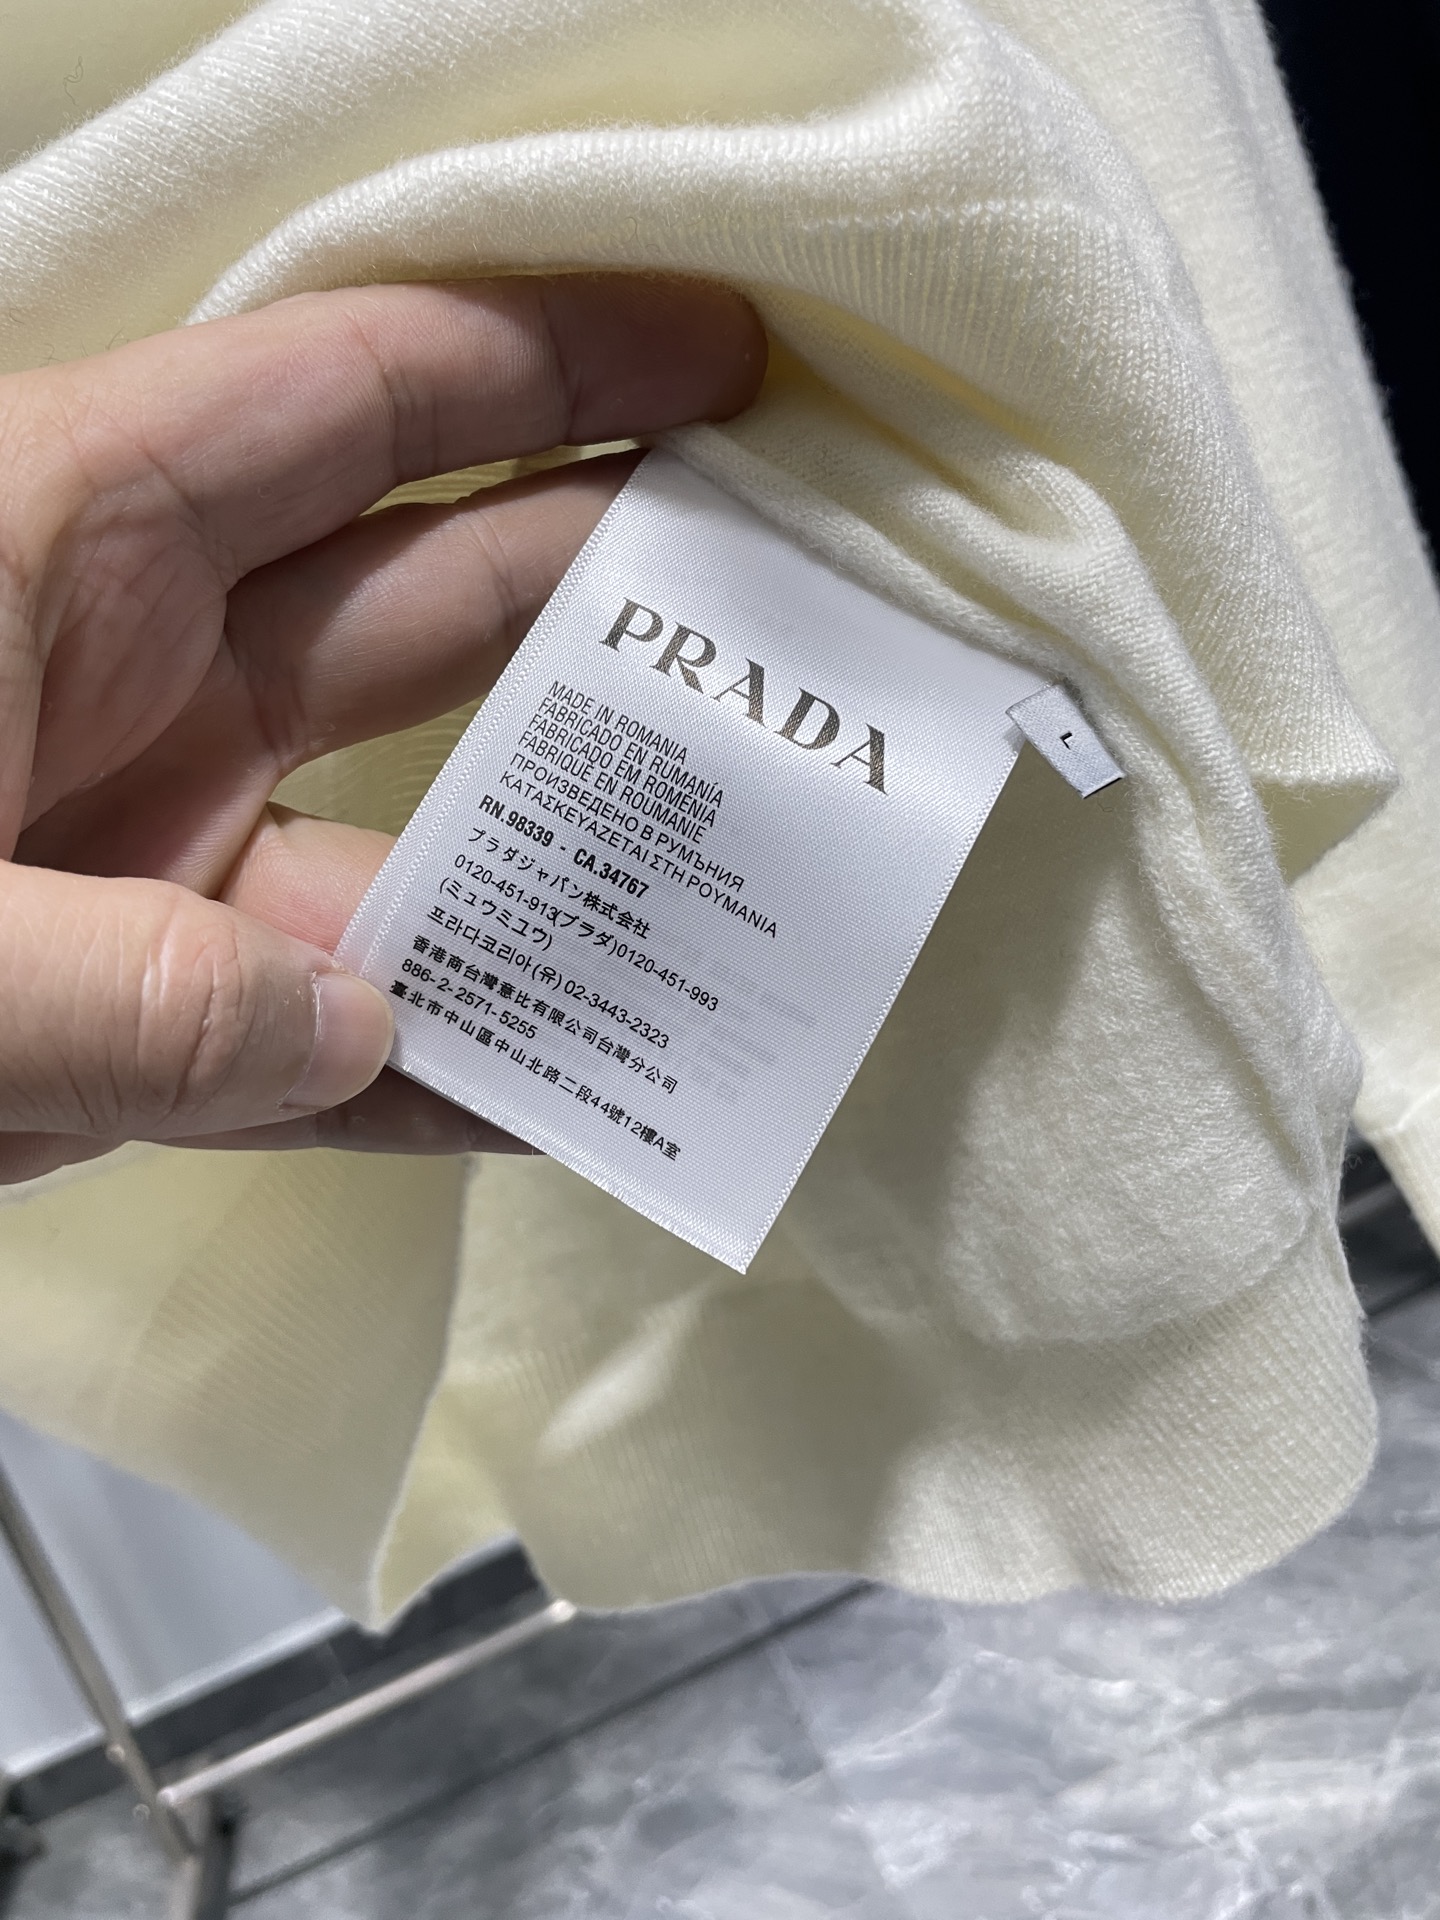 PRADA
MADE IN ROMANIA
FABRICADO EN RUMANÍA
FABRICADO EM ROMENIA
FABRIQUÉ EN ROUMANIE
ПРОИЗВЕДЕНО В РУМЪНИЯ
ΚΑΤΑΣΚΕΥΑΖΕΤΑΙ ΣΤΗ ΡΟΥΜΑΝΙΑ
RN.98339 - CA.34767
プラダジャパン株式会社
0120-451-913(プラダ)0120-451-993
(ミュウミュウ)
프라다코리아(유) 02-3443-2323
香港商台灣意比有限公司台灣分公司
886-2-2571-5255
臺北市中山區中山北路二段44號12樓A室
L